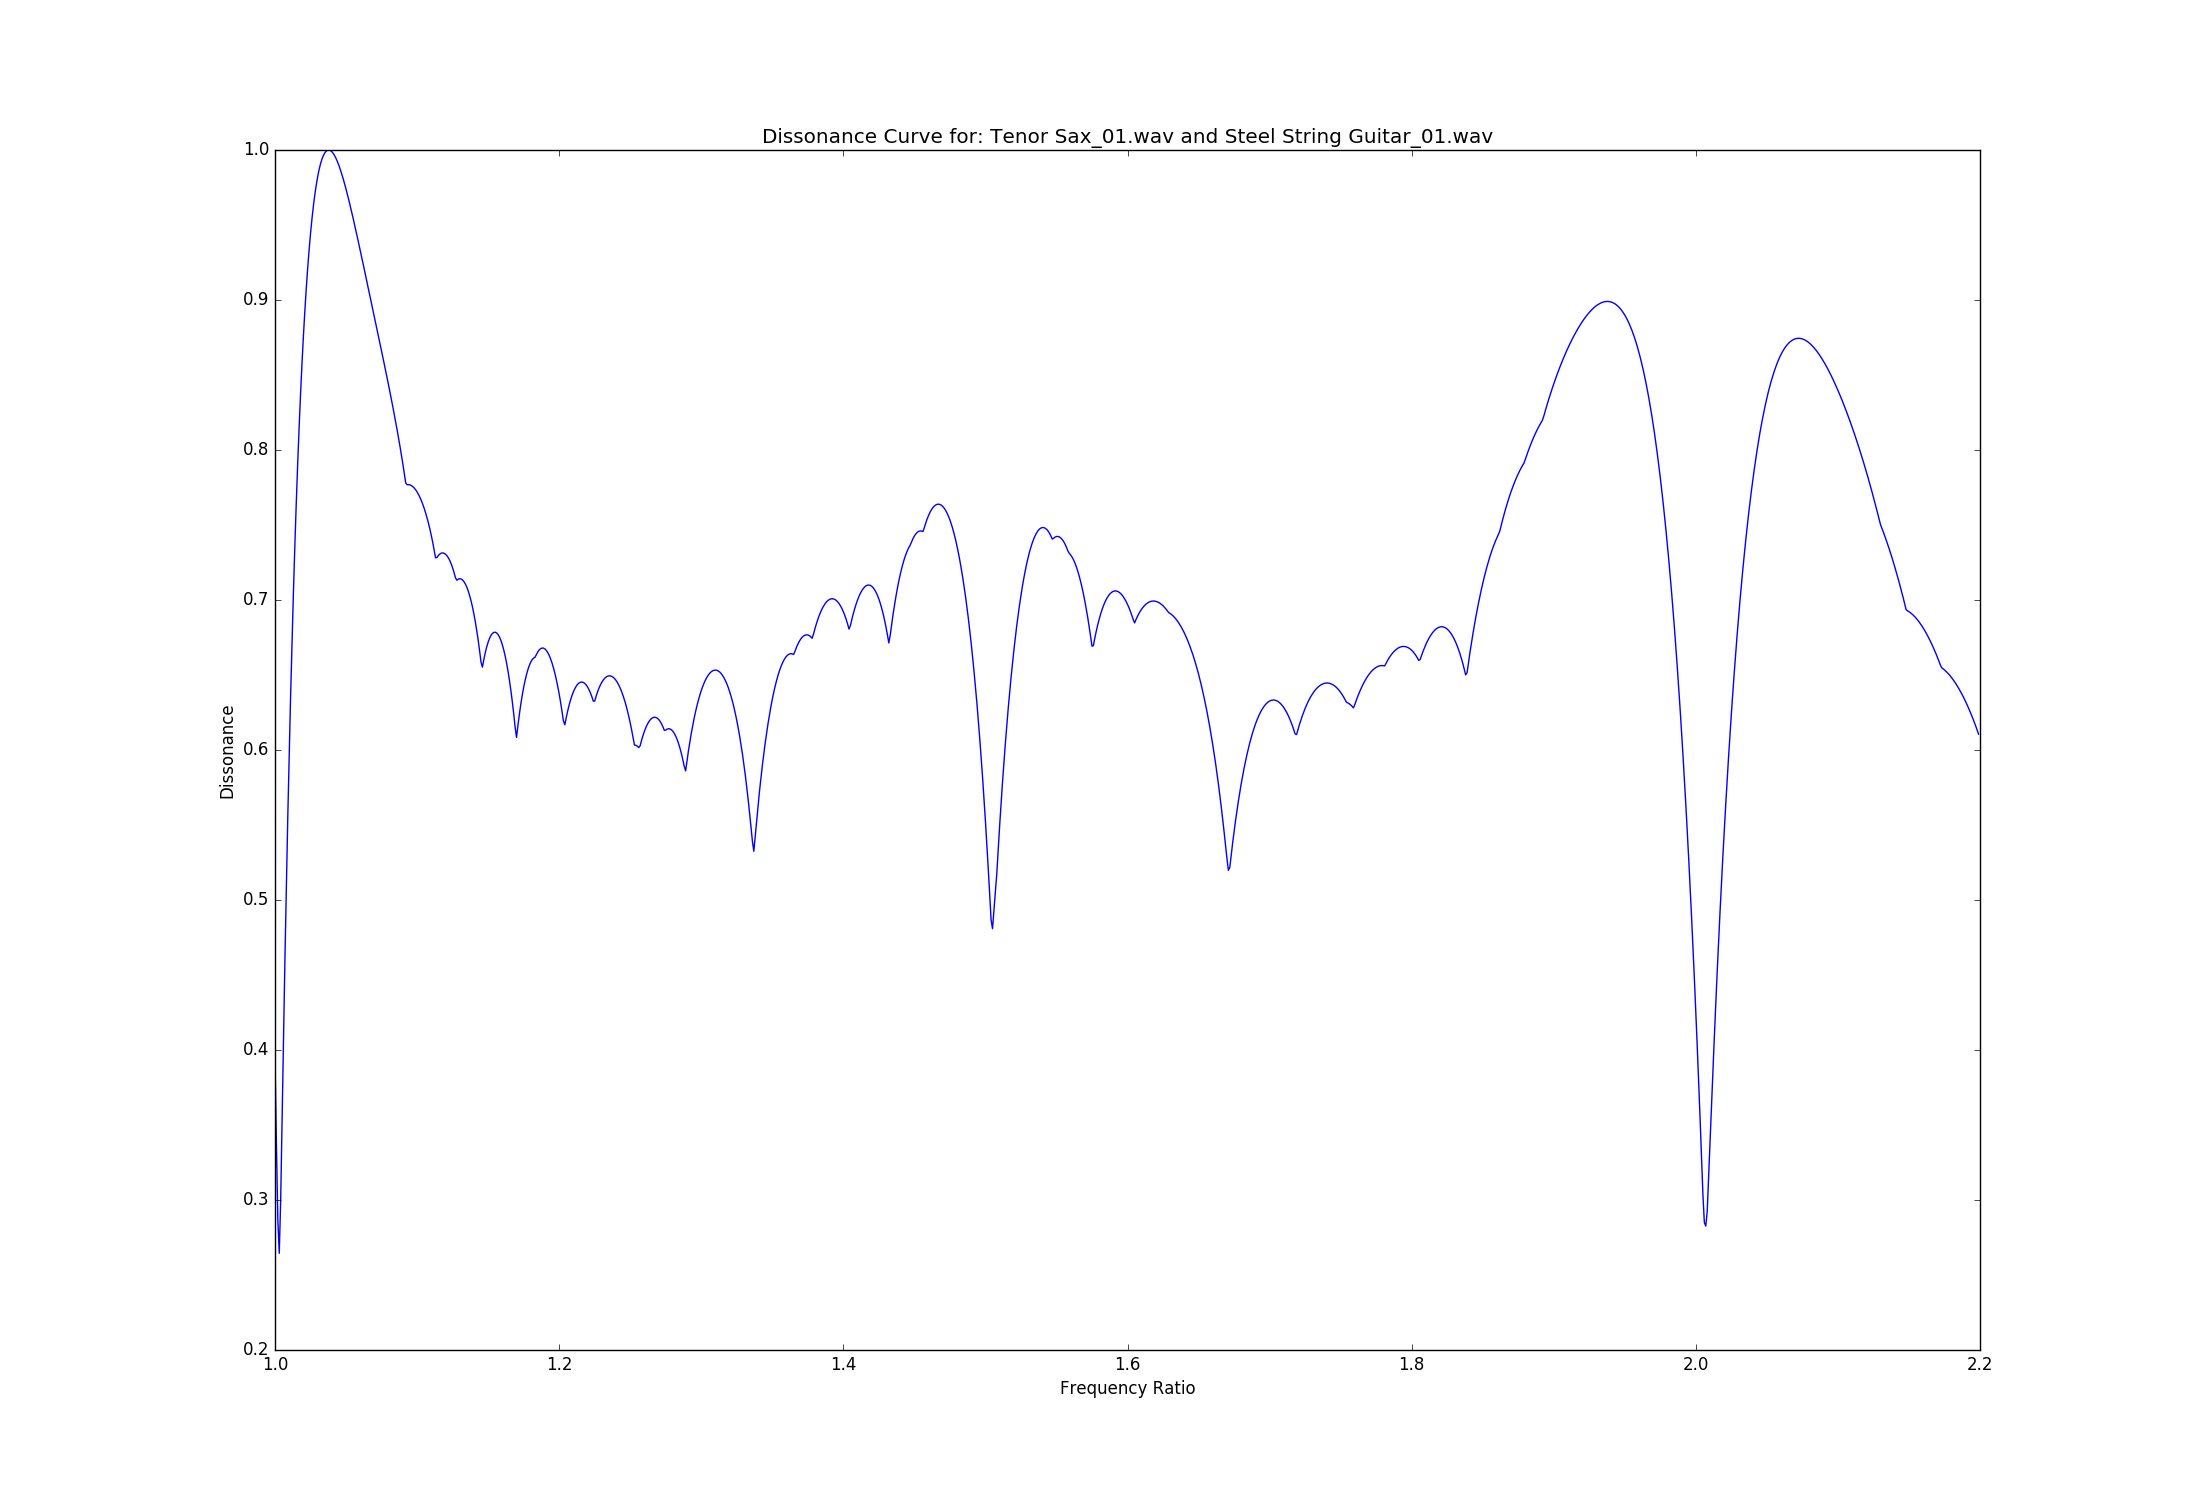 Dissonance Curve for: Tenor Sax_01.wav and Steel String Guitar_01.wav
1.0
0.9
0.8
0.7
0.6
0.5
0.4
0.3
0.2
Dissonance
1.0 1.2 1.4 1.6 1.8 2.0 2.2
Frequency Ratio